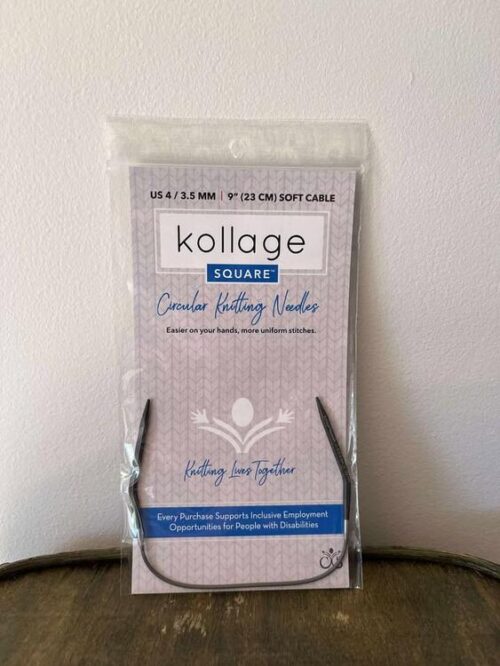 US 4 / 3.5 MM | 9" (23 CM) SOFT CABLE
kollage
SQUARE™
Circular Knitting Needles
Easier on your hands, more uniform stitches.
Knitting Lives Together
Every Purchase Supports Inclusive Employment
Opportunities for People with Disabilities